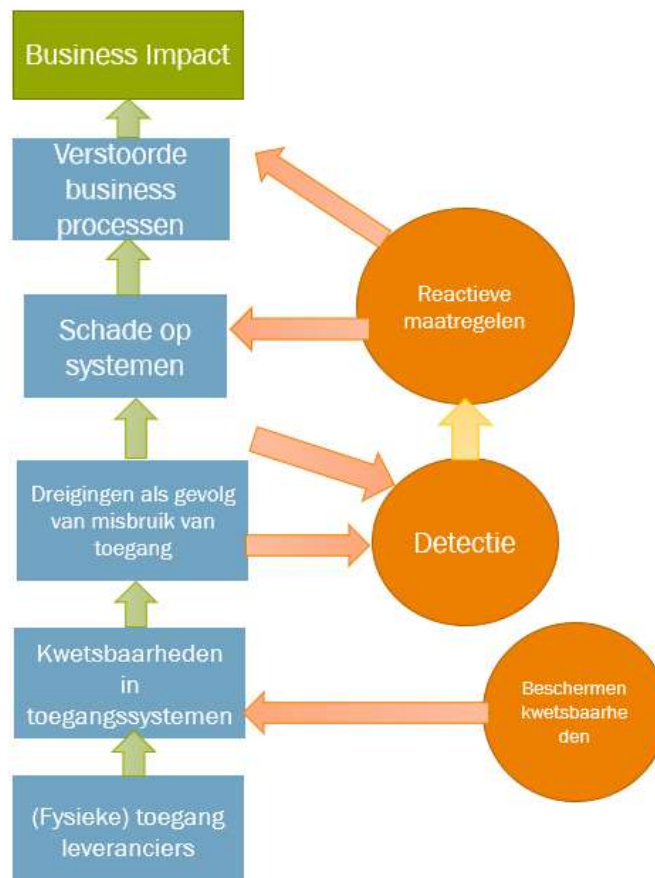 Business Impact
Verstoorde
business
processen
Reactieve
maatregelen
Schade op
systemen
Dreigingen als gevolg
van misbruik van
toegang
Detectie
Kwetsbaarheden
in
toegangssystemen
Beschermen
kwetsbaarhe
den
(Fysieke) toegang
leveranciers